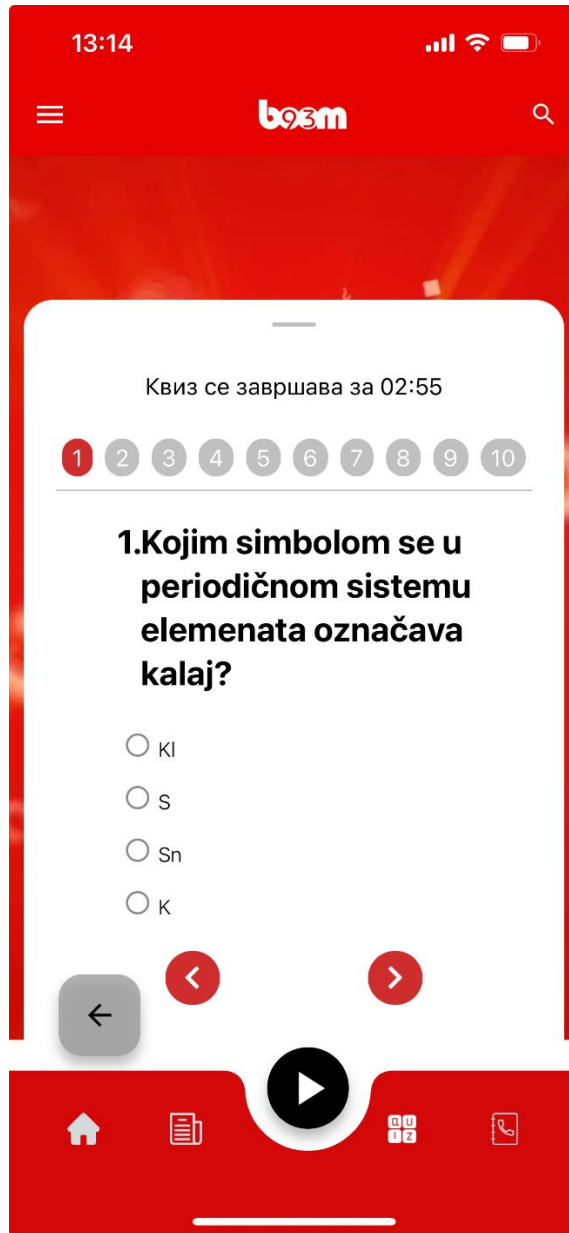 13:14
bo3m
Квиз се завршава за 02:55
1 2 3 4 5 6 7 8 9 10
1.Kojim simbolom se u
periodičnom sistemu
elemenata označava
kalaj?
Kl
S
Sn
K
QU
IZ